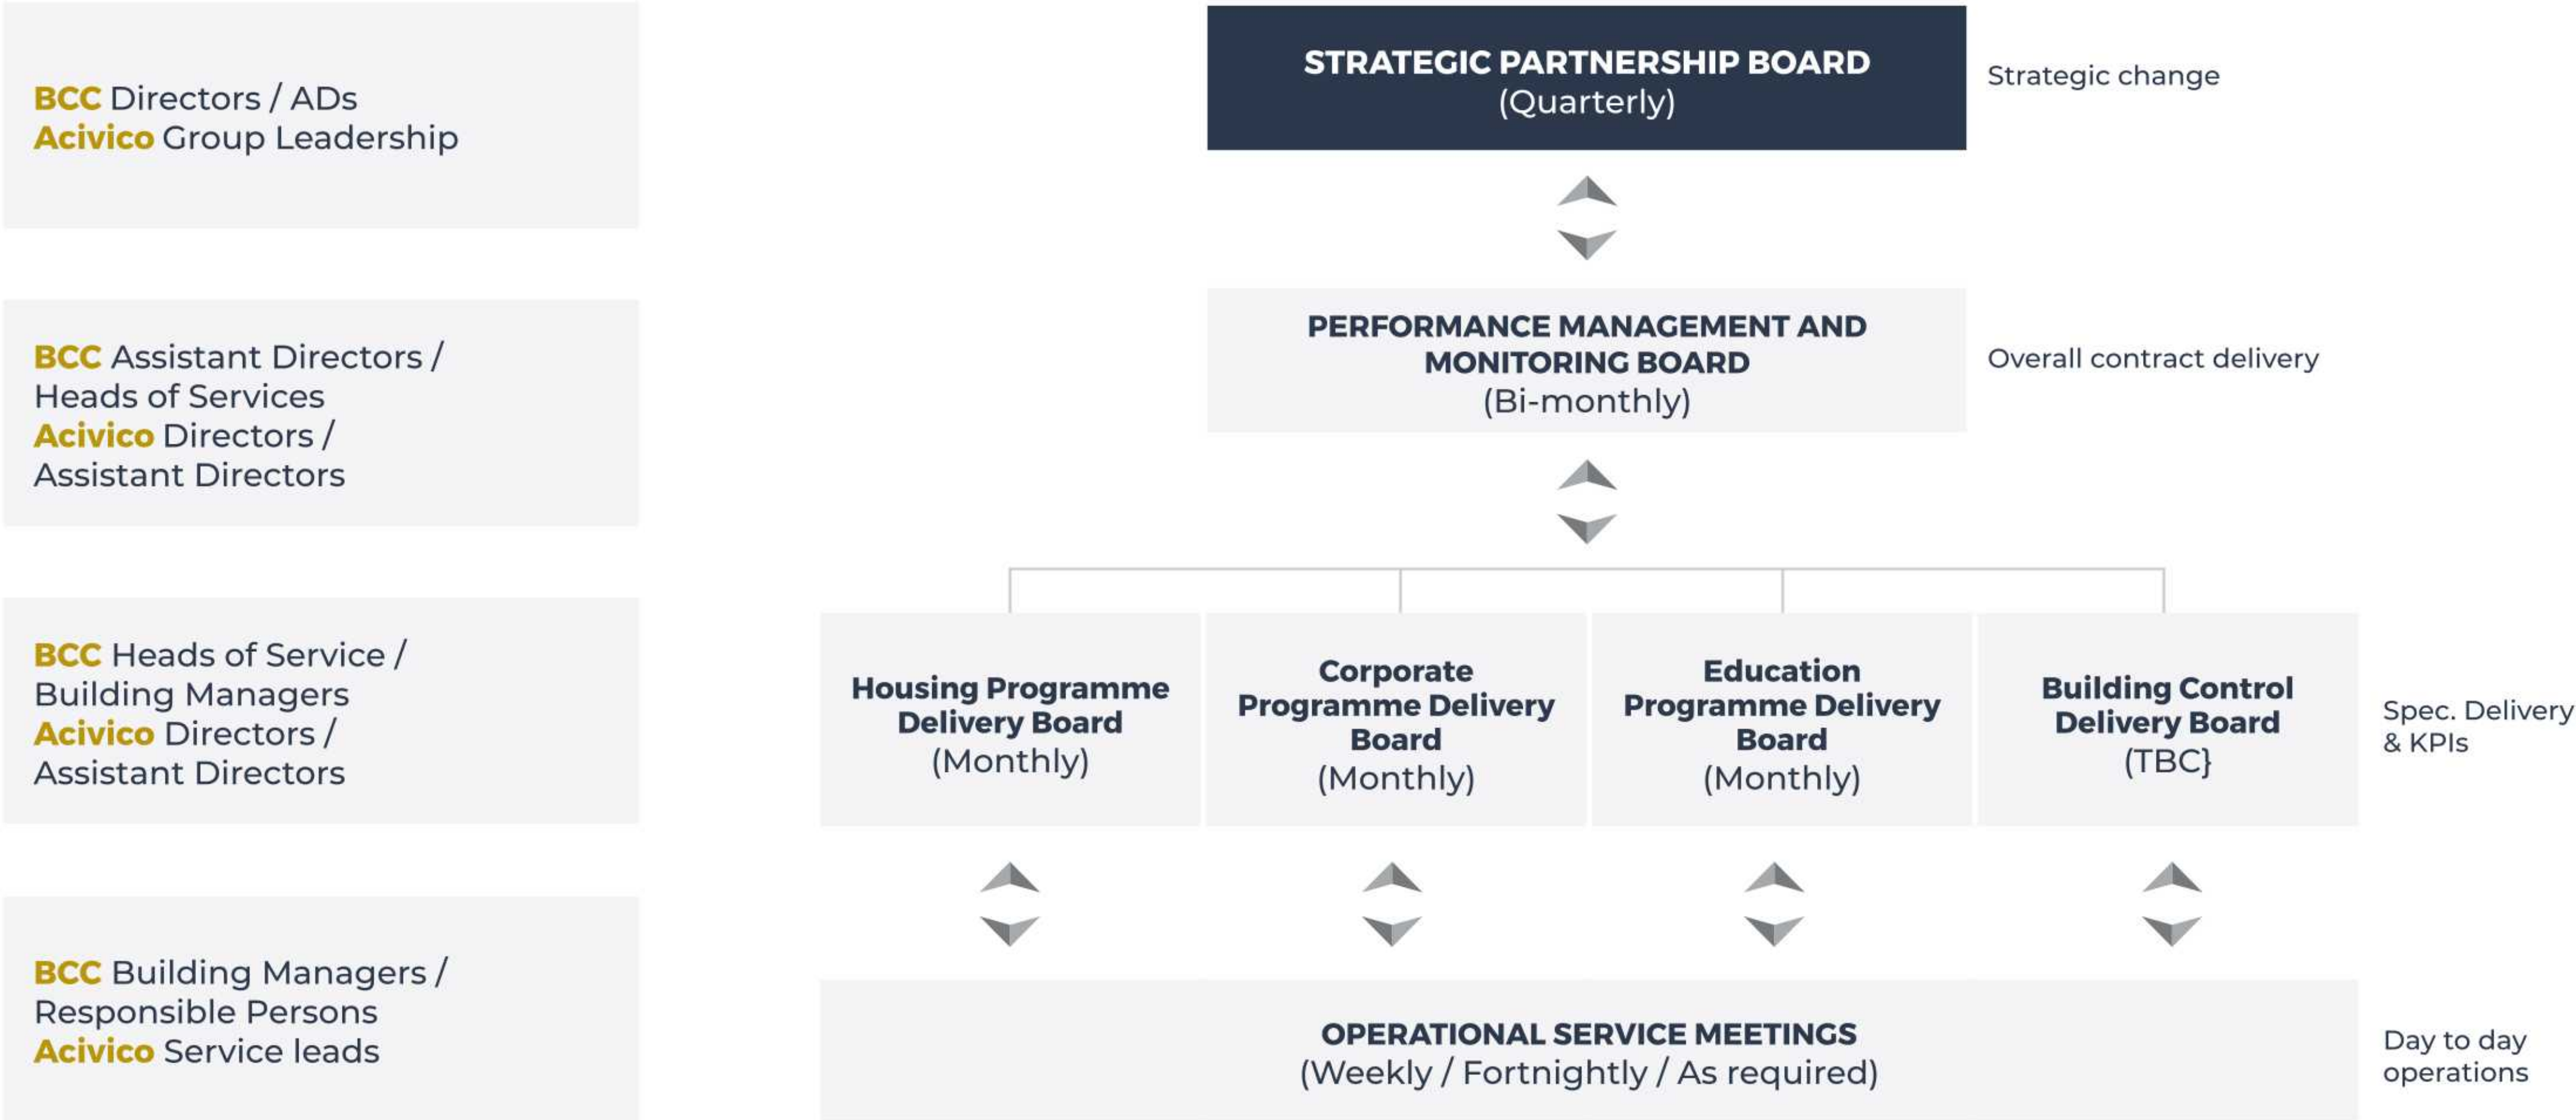 BCC Directors / ADs
Acivico Group Leadership
STRATEGIC PARTNERSHIP BOARD
(Quarterly)
Strategic change
BCC Assistant Directors /
Heads of Services
Acivico Directors /
Assistant Directors
PERFORMANCE MANAGEMENT AND
MONITORING BOARD
(Bi-monthly)
Overall contract delivery
BCC Heads of Service /
Building Managers
Acivico Directors /
Assistant Directors
Housing Programme
Delivery Board
(Monthly)
Corporate
Programme Delivery
Board
(Monthly)
Education
Programme Delivery
Board
(Monthly)
Building Control
Delivery Board
(TBC}
Spec. Delivery
& KPIs
BCC Building Managers /
Responsible Persons
Acivico Service leads
OPERATIONAL SERVICE MEETINGS
(Weekly / Fortnightly / As required)
Day to day
operations